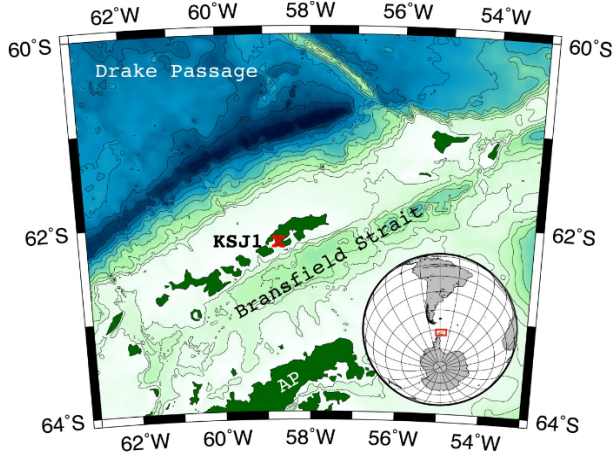 62˚W 60˚W 58˚W 56˚W 54˚W
60˚S 60˚S
Drake Passage
62˚S KSJ1 62˚S
Bransfield Strait
AP
64˚S 64˚S
62˚W 60˚W 58˚W 56˚W 54˚W